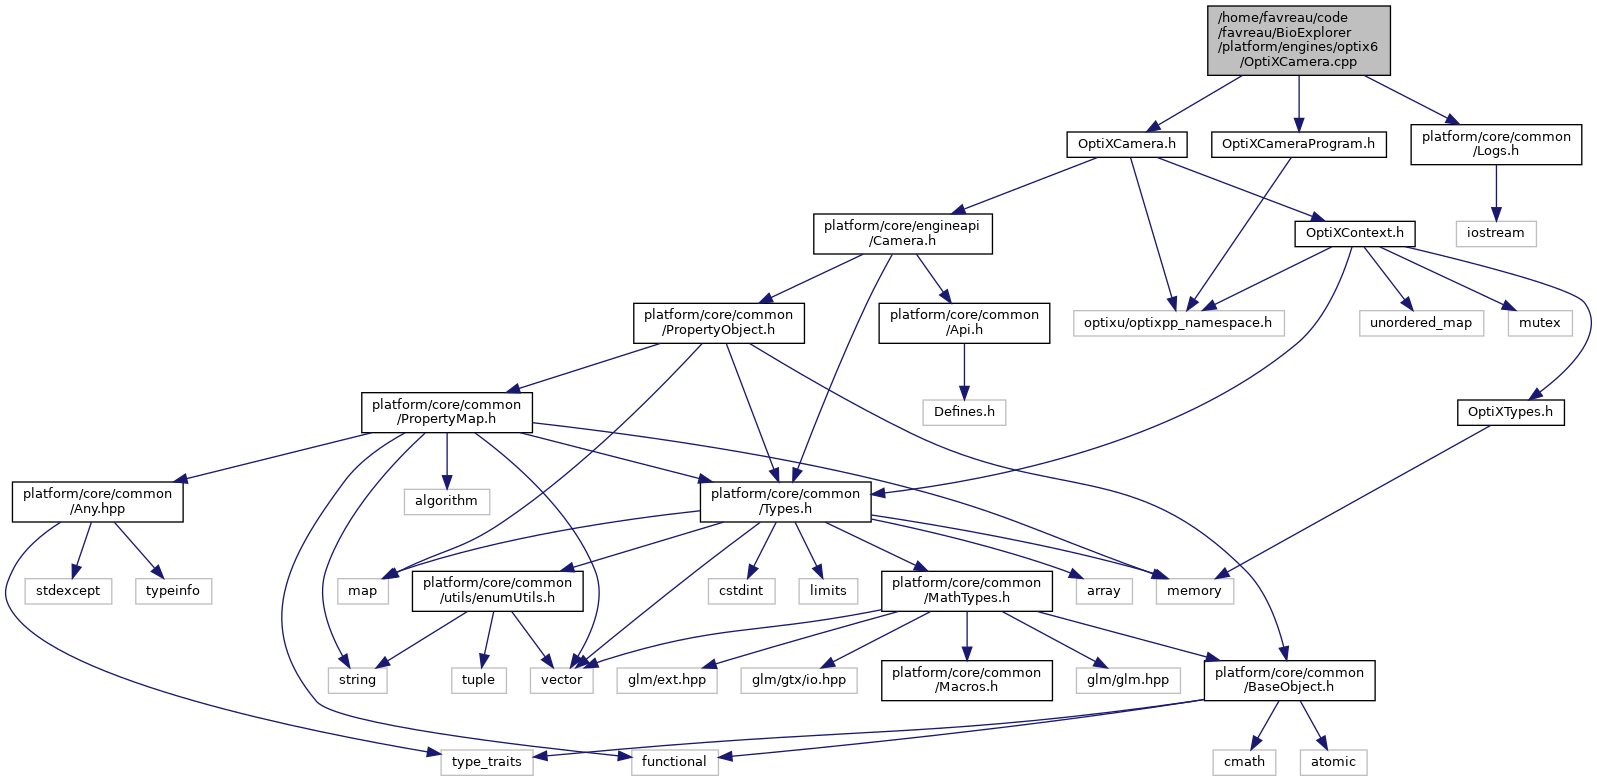 /home/favreau/code
/favreau/BioExplorer
/platform/engines/optix6
/OptiXCamera.cpp
OptiXCamera.h
OptiXCameraProgram.h
platform/core/common
/Logs.h
platform/core/engineapi
/Camera.h
OptiXContext.h
iostream
platform/core/common
/PropertyObject.h
platform/core/common
/Api.h
optixu/optixpp_namespace.h
unordered_map
mutex
platform/core/common
/PropertyMap.h
Defines.h
OptiXTypes.h
platform/core/common
/Any.hpp
algorithm
platform/core/common
/Types.h
stdexcept
typeinfo
map
platform/core/common
/utils/enumUtils.h
cstdint
limits
platform/core/common
/MathTypes.h
array
memory
string
tuple
vector
glm/ext.hpp
glm/gtx/io.hpp
platform/core/common
/Macros.h
glm/glm.hpp
platform/core/common
/BaseObject.h
type_traits
functional
cmath
atomic